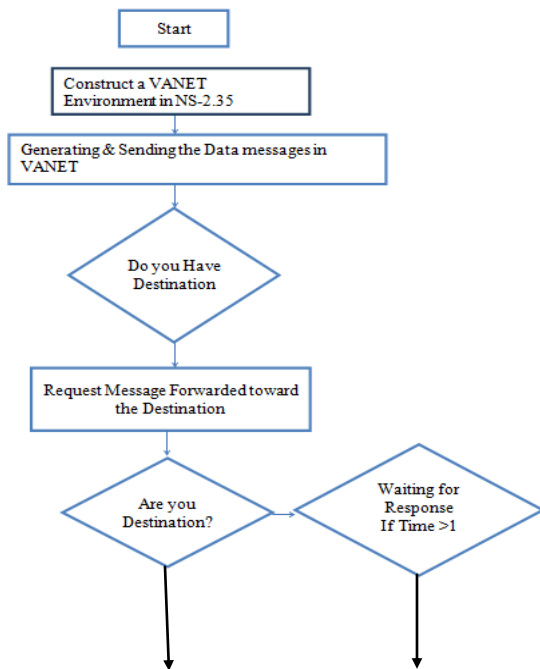 Start
Construct a VANET
Environment in NS-2.35
Generating & Sending the Data messages in
VANET
Do you Have
Destination
Request Message Forwarded toward
the Destination
Are you
Destination?
Waiting for
Response
If Time >1